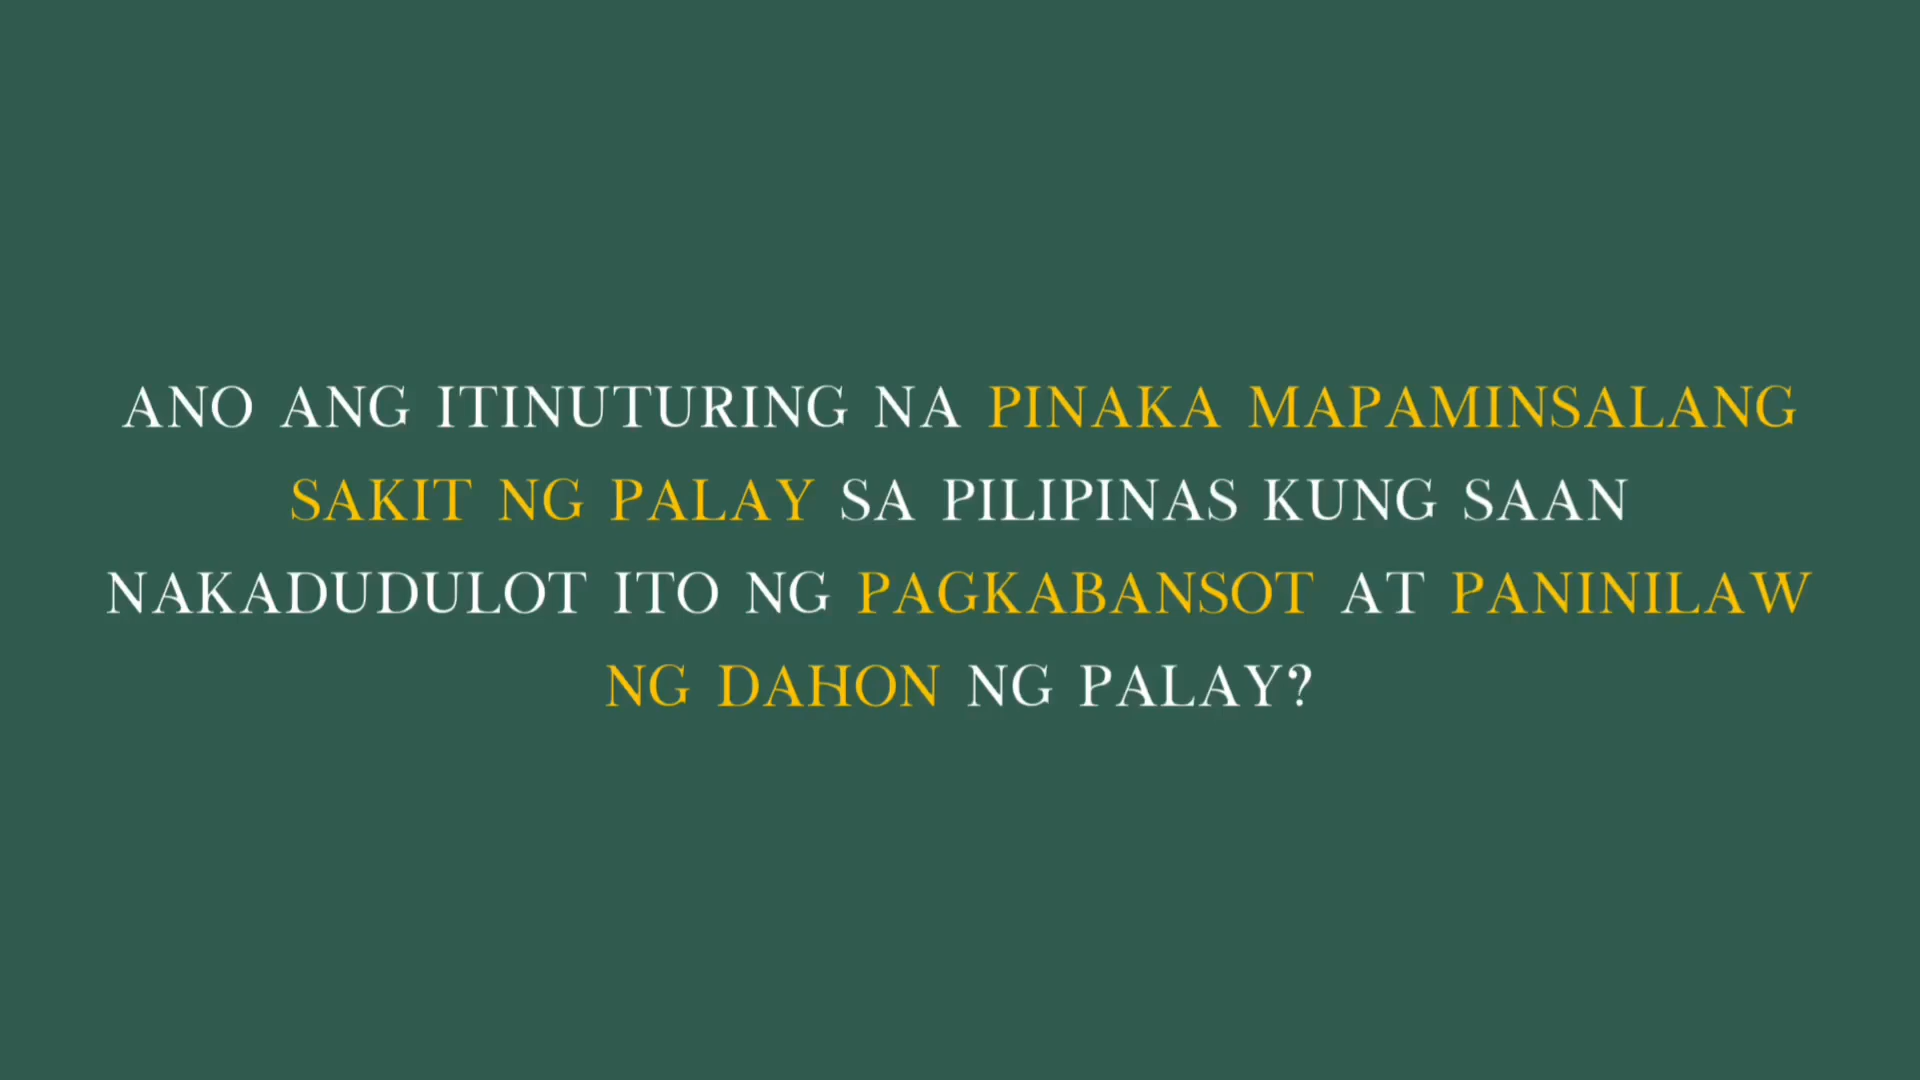 ANO ANG ITINUTURING NA PINAKA MAPAMINSALANG
SAKIT NG PALAY SA PILIPINAS KUNG SAAN
NAKADUDULOT ITO NG PAGKABANSOT AT PANINILAW
NG DAHON NG PALAY?